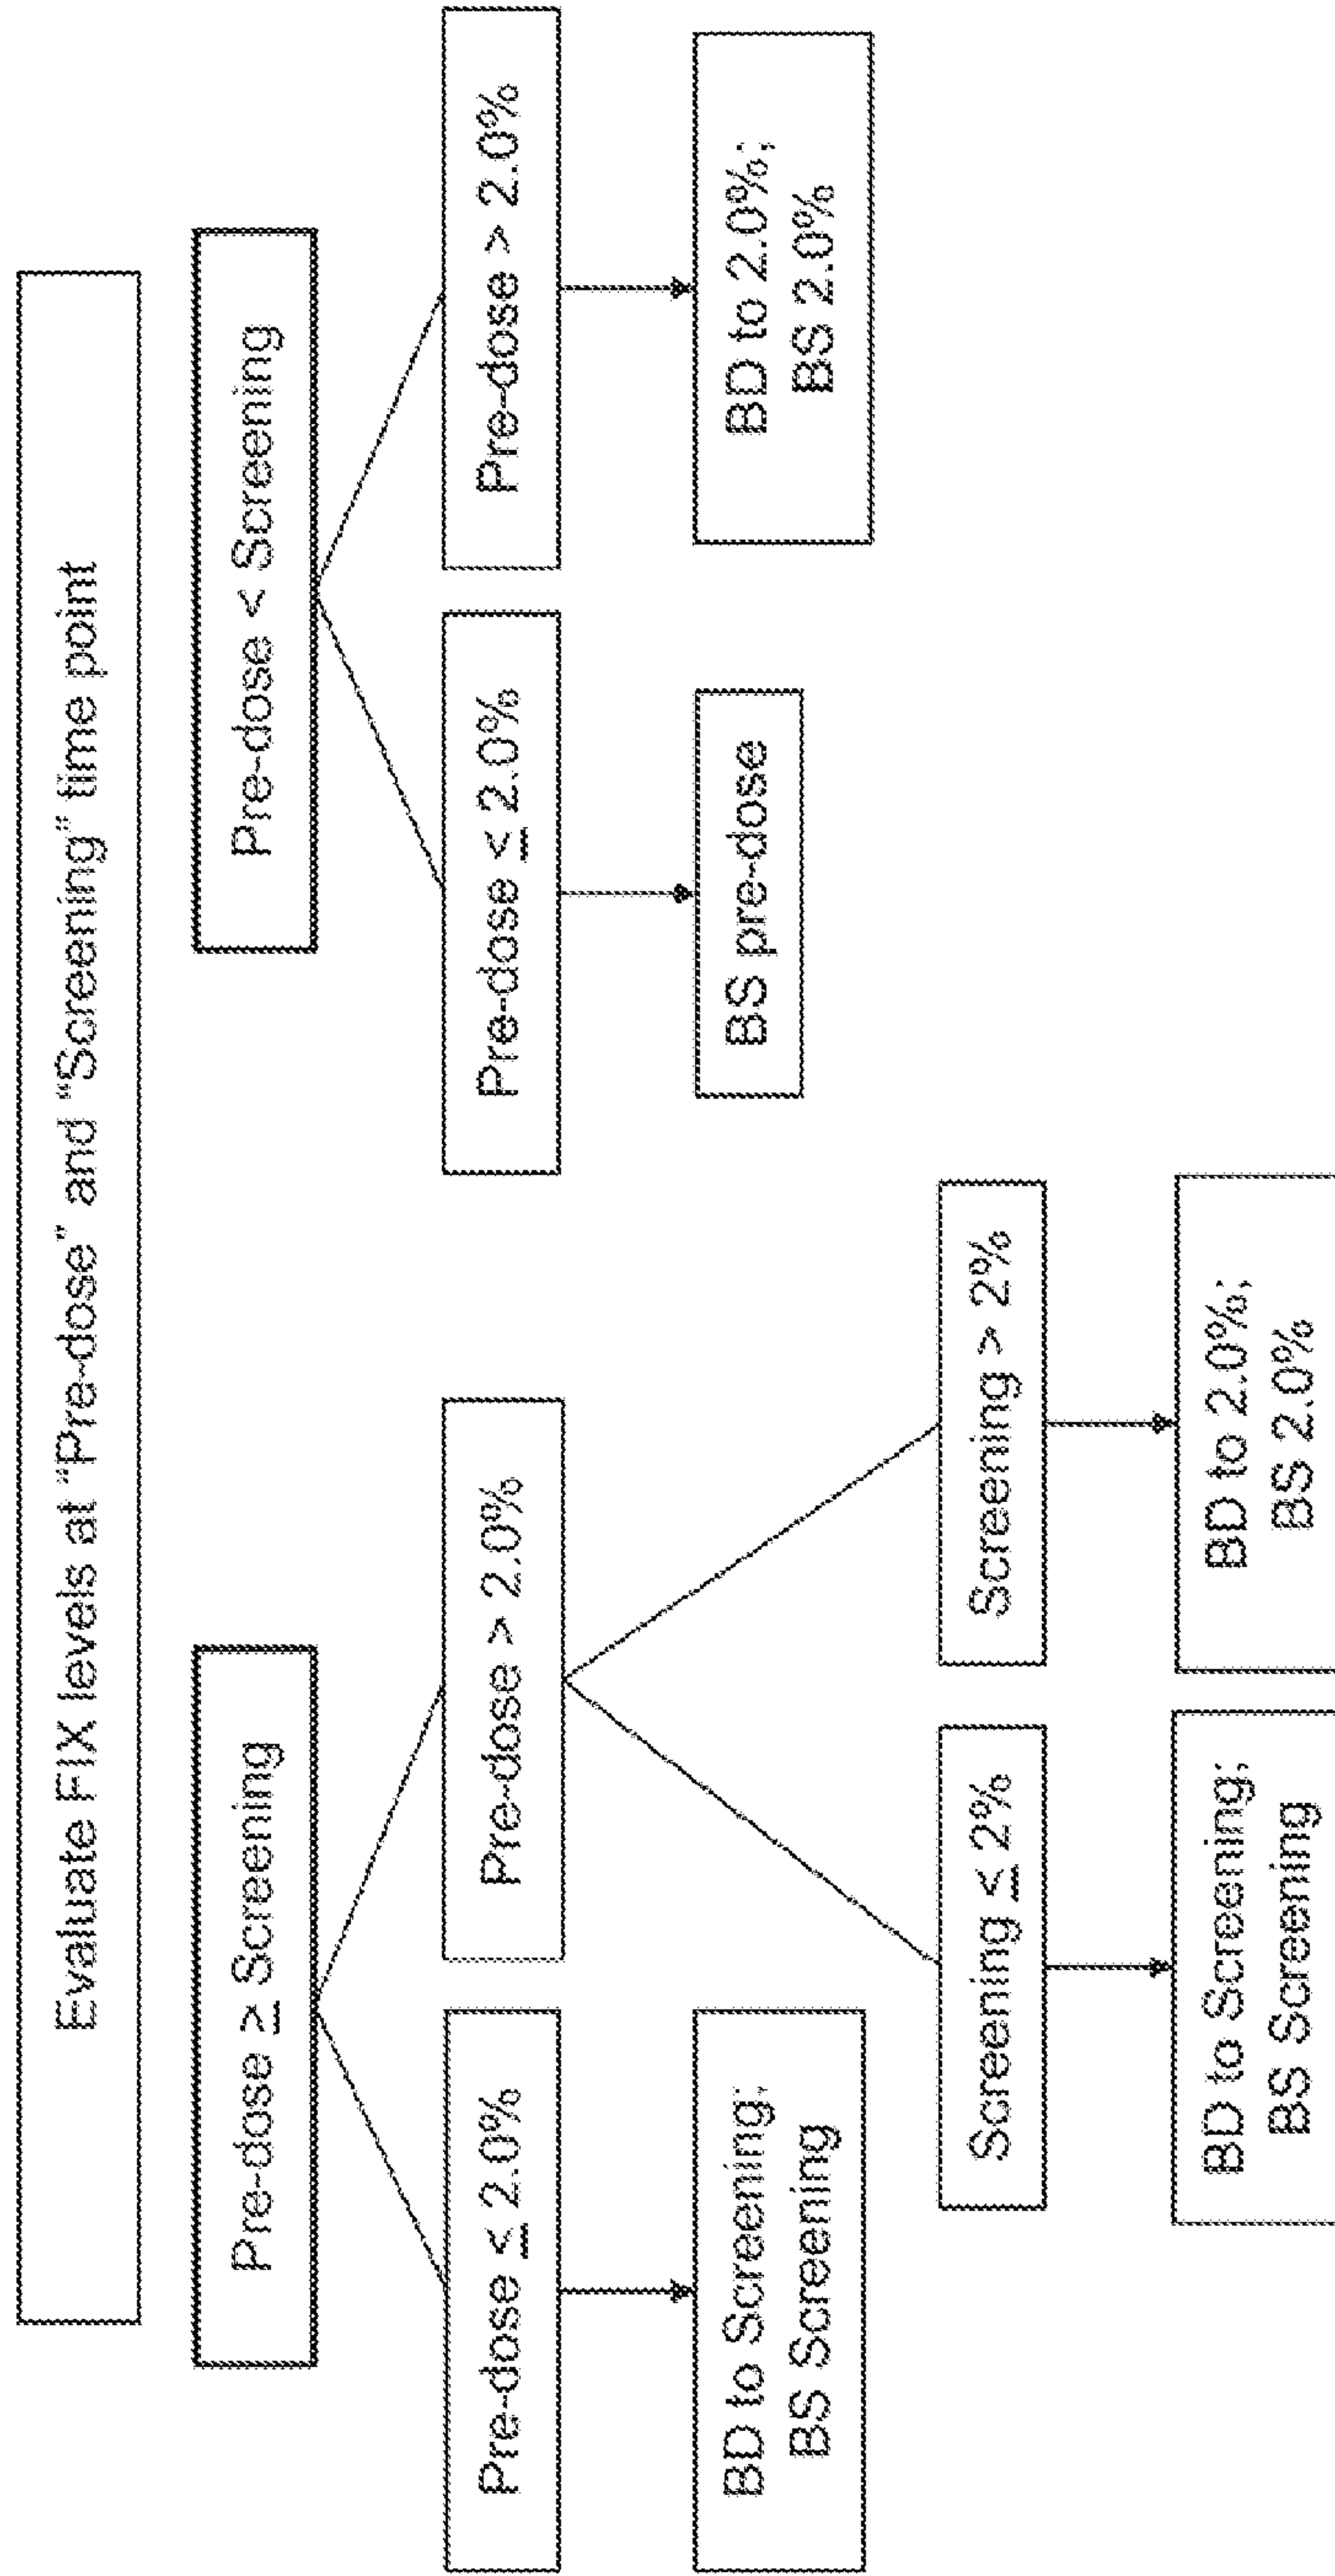 Evaluate FIX levels at "Pre-dose" and "Screening" time point
Pre-dose ≥ Screening
Pre-dose < Screening
Pre-dose ≤ 2.0%
Pre-dose > 2.0%
Pre-dose ≤ 2.0%
Pre-dose > 2.0%
BD to Screening;
BS Screening
BS pre-dose
BD to 2.0%;
BS 2.0%
Screening ≤ 2%
Screening > 2%
BD to Screening;
BS Screening
BD to 2.0%;
BS 2.0%